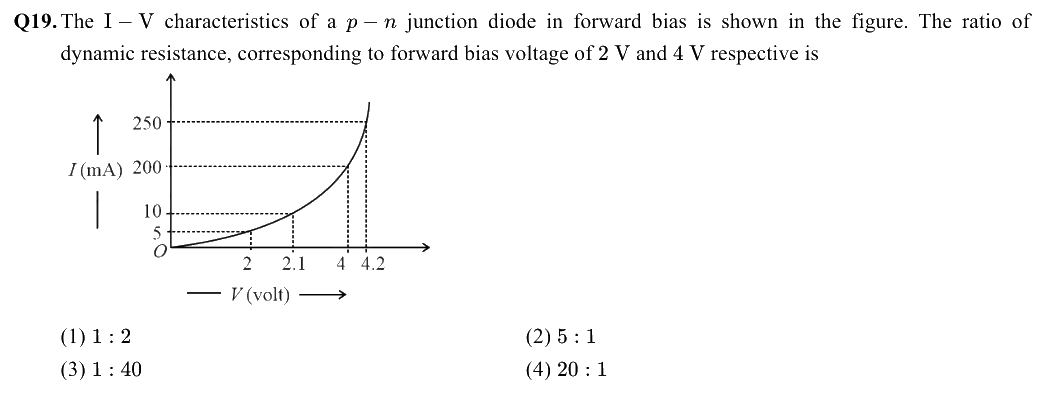 Q19. The I – V characteristics of a p – n junction diode in forward bias is shown in the figure. The ratio of
dynamic resistance, corresponding to forward bias voltage of 2 V and 4 V respective is
250
I (mA) 200
10
5
O
2 2.1 4 4.2
V (volt)
(1) 1 : 2 (2) 5 : 1
(3) 1 : 40 (4) 20 : 1